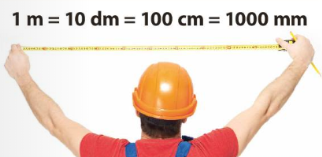 1 m = 10 dm = 100 cm = 1000 mm